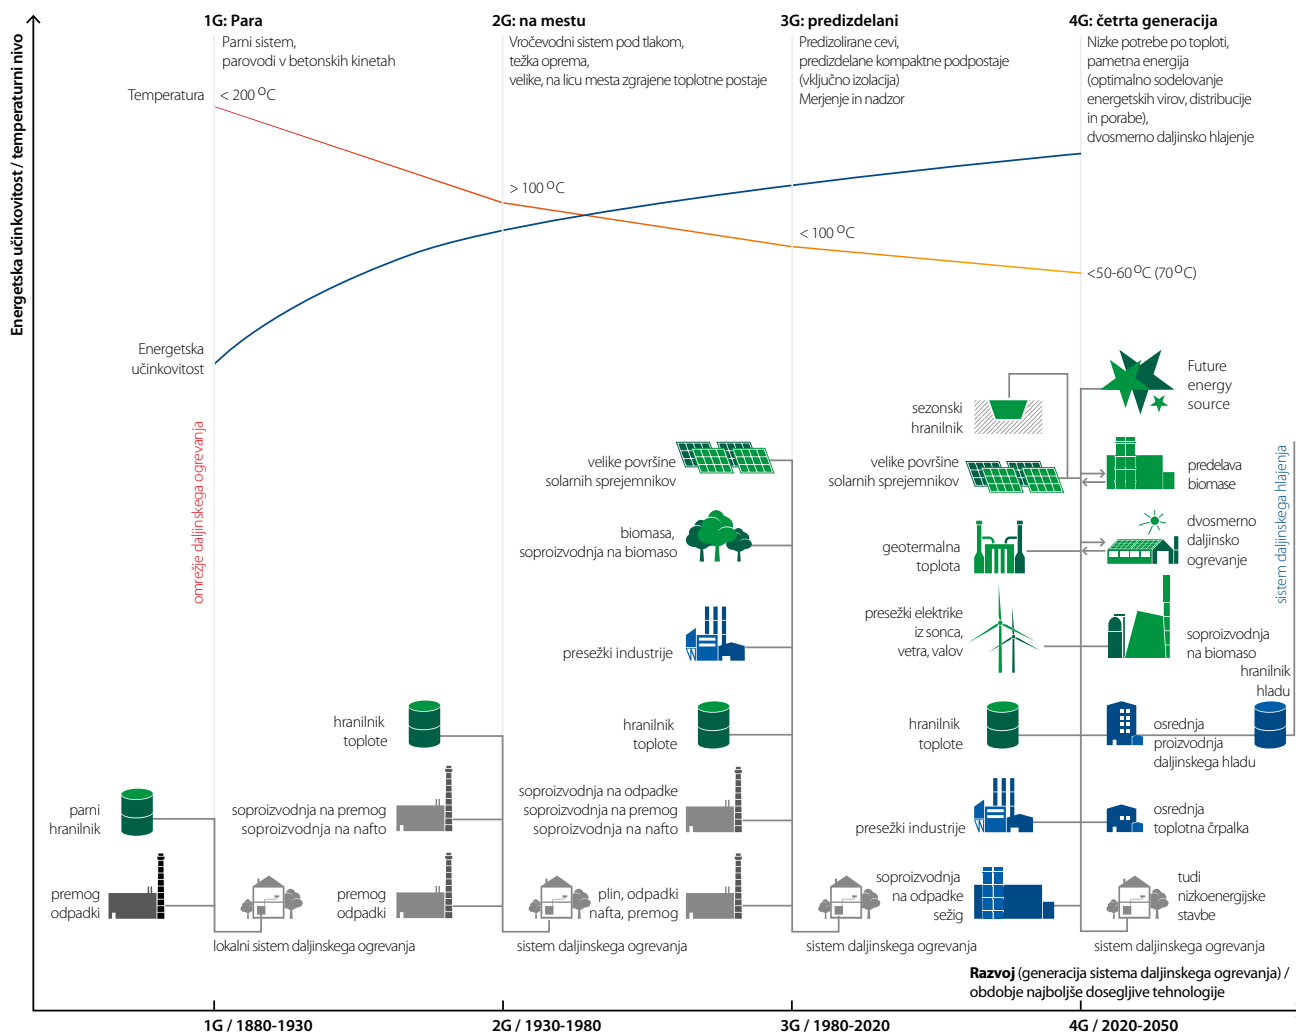 Energetska učinkovitost / temperaturni nivo
1G: Para
Parni sistem,
parovodi v betonskih kinetah
2G: na mestu
Vročevodni sistem pod tlakom,
težka oprema,
velike, na licu mesta zgrajene toplotne postaje
3G: predizdelani
Predizolirane cevi,
predizdelane kompaktne podpostaje
(vključno izolacija)
Merjenje in nadzor
4G: četrta generacija
Nizke potrebe po toploti,
pametna energija
(optimalno sodelovanje
energetskih virov, distribucije
in porabe),
dvosmerno daljinsko hlajenje
Temperatura
< 200 °C
> 100 °C
< 100 °C
<50-60 °C (70 °C)
Energetska
učinkovitost
omrežje daljinskega ogrevanja
parni
hranilnik
premog
odpadki
lokalni sistem daljinskega ogrevanja
hranilnik
toplote
soproizvodnja na premog
soproizvodnja na nafto
premog
odpadki
sistem daljinskega ogrevanja
velike površine
solarnih sprejemnikov
biomasa,
soproizvodnja na biomaso
presežki industrije
hranilnik
toplote
soproizvodnja na odpadke
soproizvodnja na premog
soproizvodnja na nafto
plin, odpadki
nafta, premog
sistem daljinskega ogrevanja
sezonski
hranilnik
velike površine
solarnih sprejemnikov
geotermalna
toplota
presežki elektrike
iz sonca,
vetra, valov
hranilnik
toplote
presežki industrije
soproizvodnja
na odpadke
sežig
Future
energy
source
predelava
biomase
dvosmerno
daljinsko
ogrevanje
soproizvodnja
na biomaso
hranilnik
hladu
osrednja
proizvodnja
daljinskega hladu
osrednja
toplotna črpalka
tudi
nizkoenergijske
stavbe
sistem daljinskega ogrevanja
sistem daljinskega hlajenja
Razvoj (generacija sistema daljinskega ogrevanja) /
obdobje najboljše dosegljive tehnologije
1G / 1880-1930
2G / 1930-1980
3G / 1980-2020
4G / 2020-2050